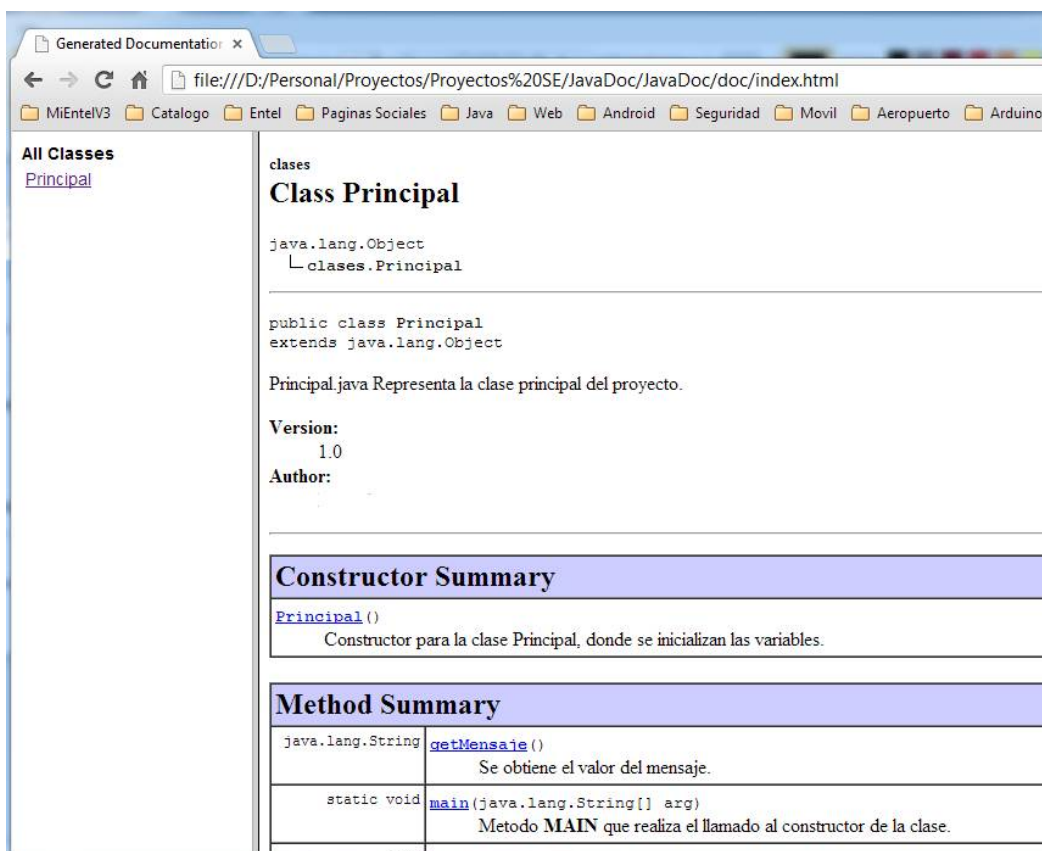 Generated Documentatior
file:///D:/Personal/Proyectos/Proyectos%20SE/JavaDoc/JavaDoc/doc/index.html
MiEntelV3 Catalogo Entel Paginas Sociales Java Web Android Seguridad Movil Aeropuerto Arduino
All Classes
Principal
clases
Class Principal
java.lang.Object
clases.Principal
public class Principal
extends java.lang.Object
Principal.java Representa la clase principal del proyecto.
Version:
1.0
Author:
Constructor Summary
Principal()
Constructor para la clase Principal, donde se inicializan las variables.
Method Summary
java.lang.String getMensaje()
Se obtiene el valor del mensaje.
static void main(java.lang.String[] arg)
Metodo MAIN que realiza el llamado al constructor de la clase.